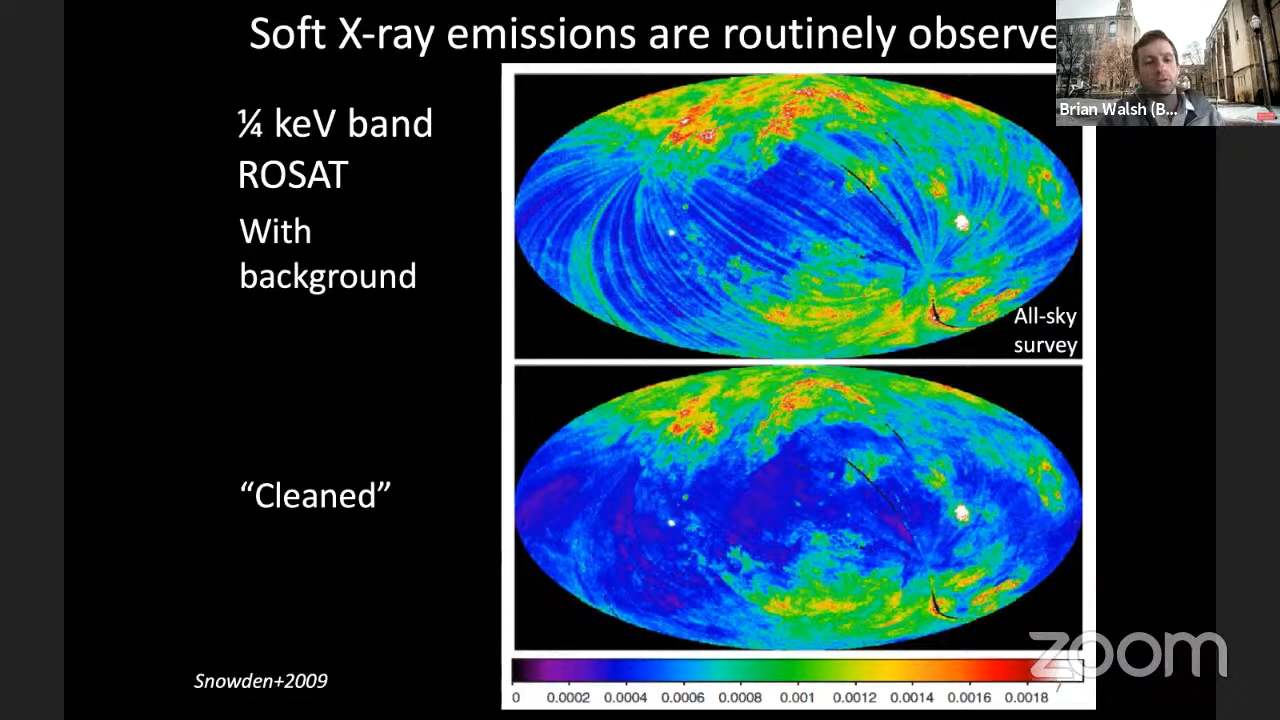 Soft X-ray emissions are routinely observe
Brian Walsh (B...
¼ keV band
ROSAT
With
background
All-sky
survey
"Cleaned"
Snowden+2009
zoom
0 0.0002 0.0004 0.0006 0.0008 0.001 0.0012 0.0014 0.0016 0.0018